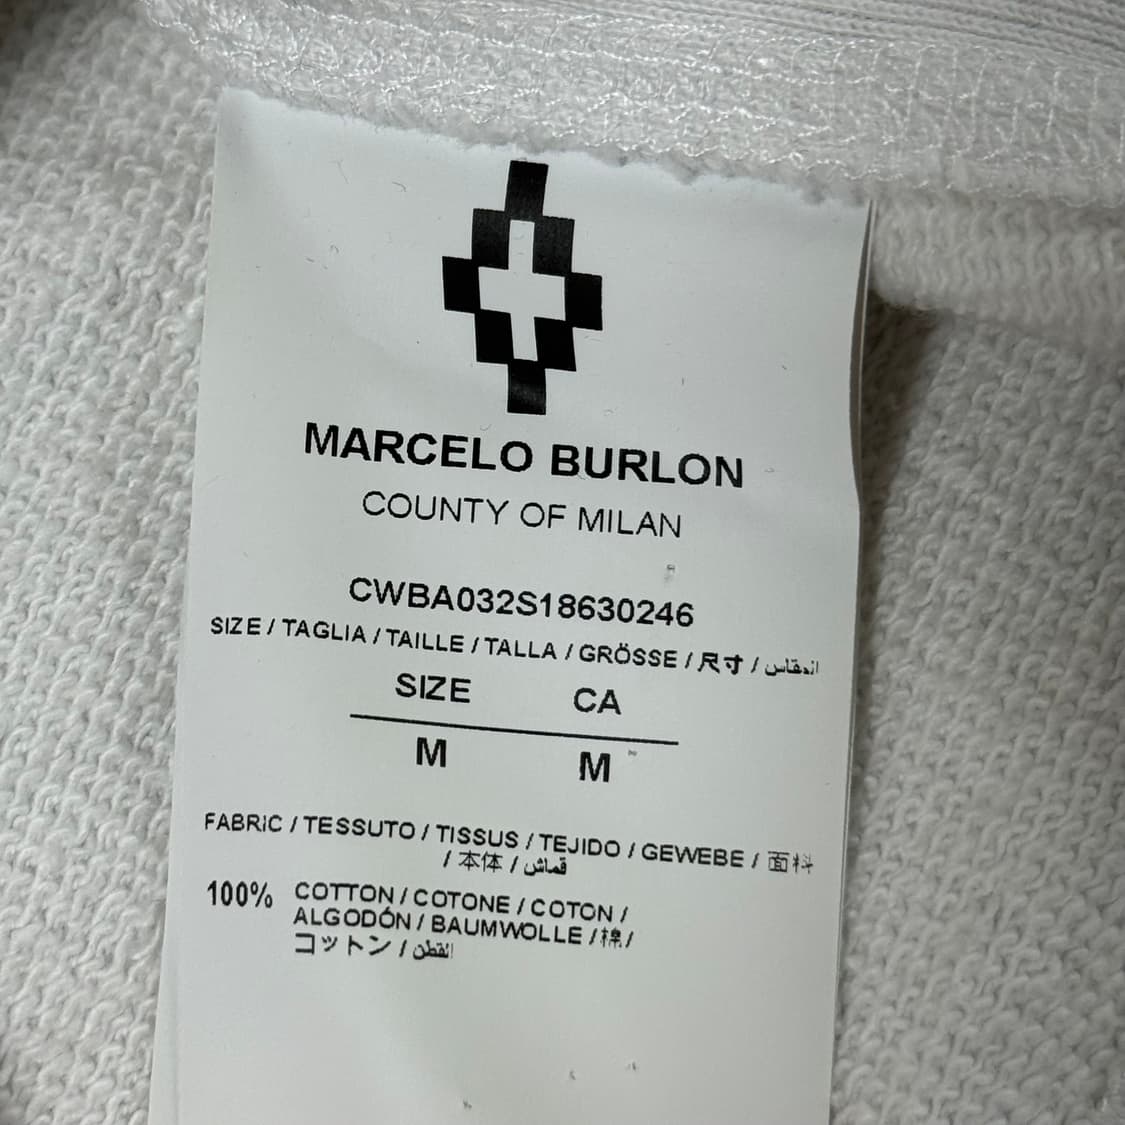 MARCELO BURLON
COUNTY OF MILAN
CWBA032S18630246
SIZE / TAGLIA / TAILLE / TALLA / GRÖSSE / 尺寸 /
SIZE CA
M M
FABRIC / TESSUTO / TISSUS / TEJIDO / GEWEBE / 面料
/ 本体 / قماش
100% COTTON / COTONE / COTON /
ALGODÓN / BAUMWOLLE / 棉 /
コットン / القطن